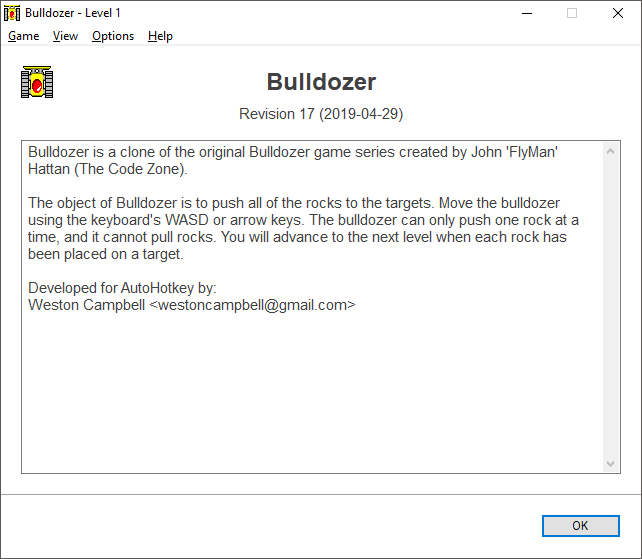 Bulldozer - Level 1
Game View Options Help
Bulldozer
Revision 17 (2019-04-29)
Bulldozer is a clone of the original Bulldozer game series created by John 'FlyMan'
Hattan (The Code Zone).
The object of Bulldozer is to push all of the rocks to the targets. Move the bulldozer
using the keyboard's WASD or arrow keys. The bulldozer can only push one rock at a
time, and it cannot pull rocks. You will advance to the next level when each rock has
been placed on a target.
Developed for AutoHotkey by:
Weston Campbell <westoncampbell@gmail.com>
OK